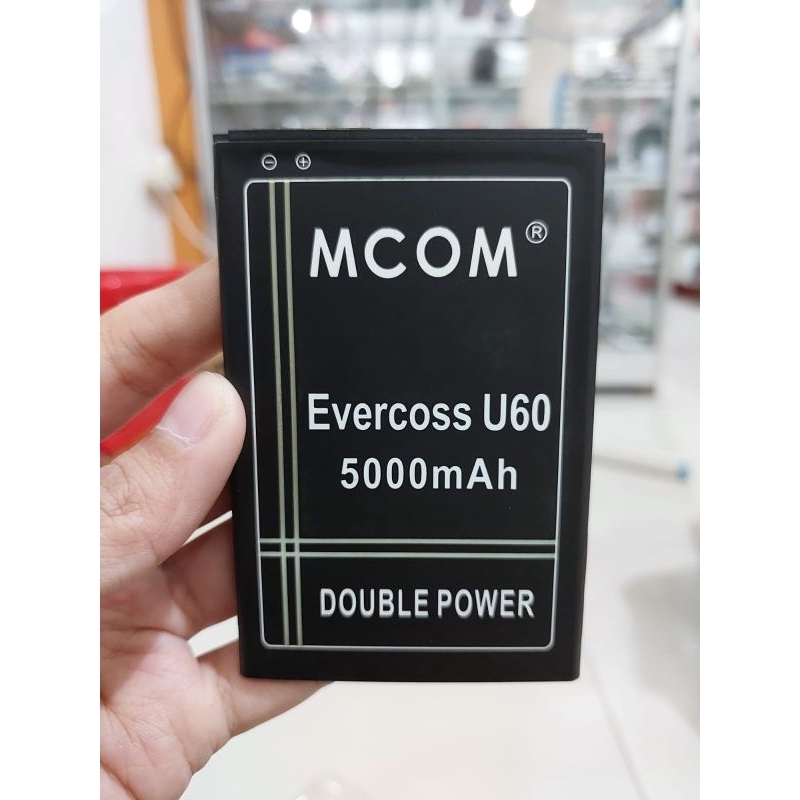 ⊖ ⊕
MCOM®
Evercoss U60
5000mAh
DOUBLE POWER